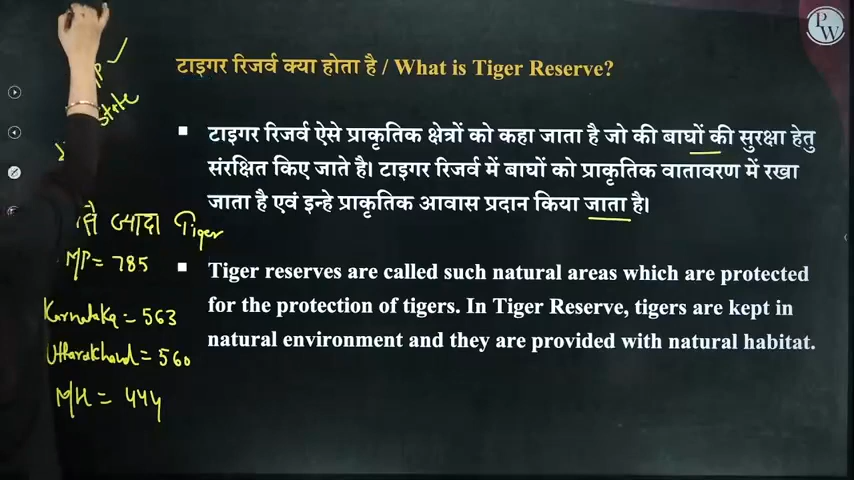 PW
P ✓
State
टाइगर रिजर्व क्या होता है / What is Tiger Reserve?
▪ टाइगर रिजर्व ऐसे प्राकृतिक क्षेत्रों को कहा जाता है जो की बाघों की सुरक्षा हेतु
संरक्षित किए जाते है। टाइगर रिजर्व में बाघों को प्राकृतिक वातावरण में रखा
जाता है एवं इन्हे प्राकृतिक आवास प्रदान किया जाता है।
से ज्यादा Tiger
MP = 785
Karnataka = 563
Uttarakhand = 560
MH = 444
▪ Tiger reserves are called such natural areas which are protected
for the protection of tigers. In Tiger Reserve, tigers are kept in
natural environment and they are provided with natural habitat.